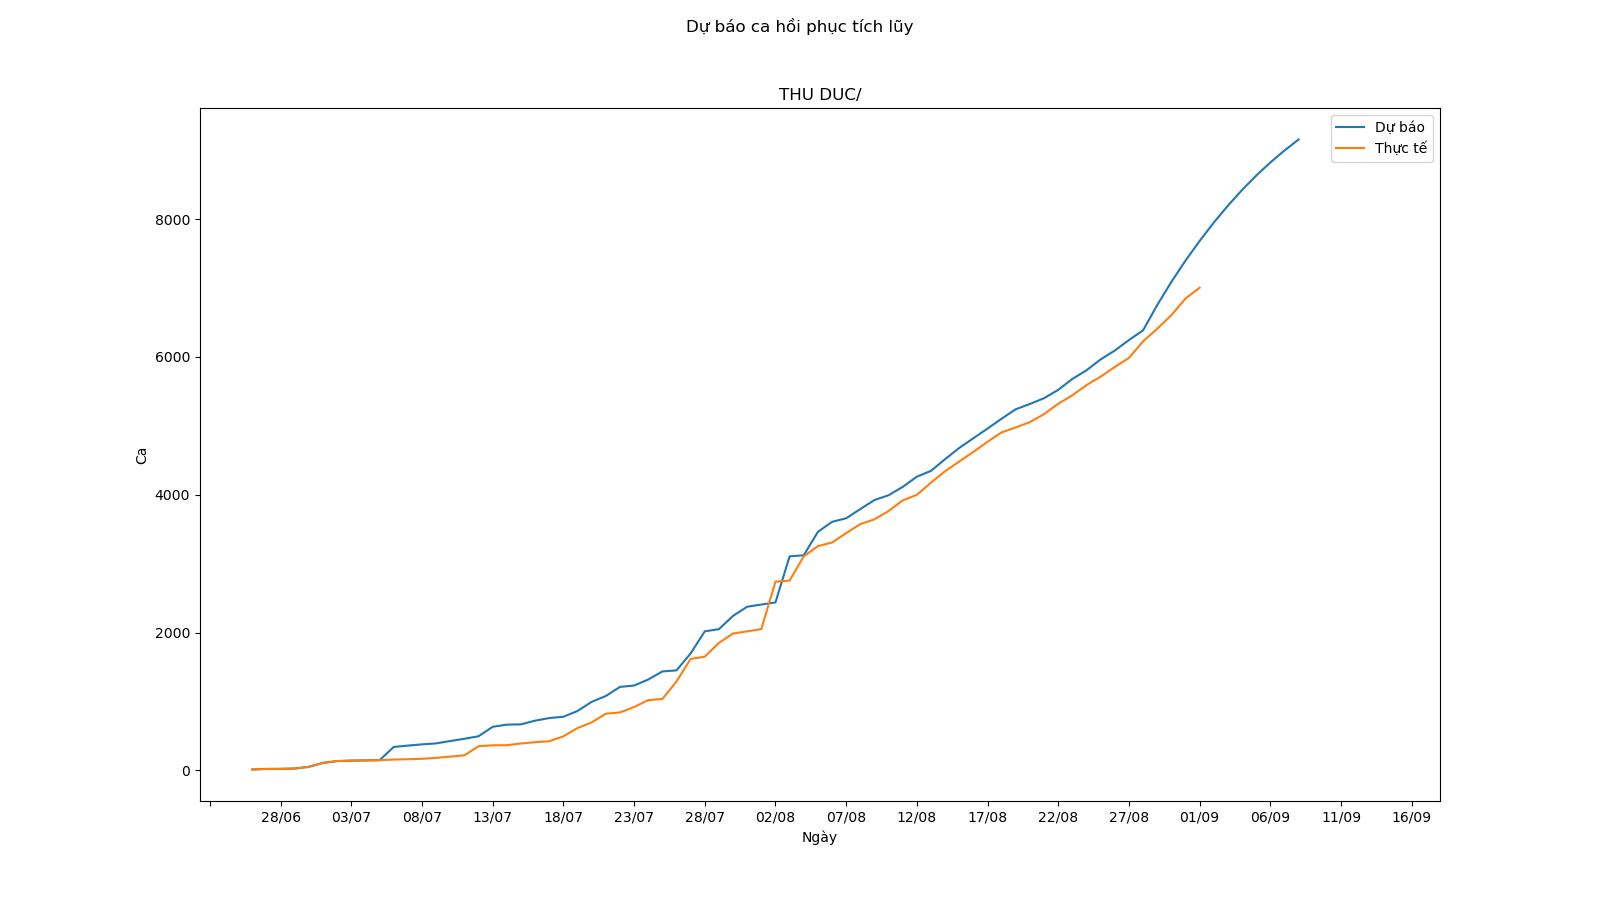 Dự báo ca hồi phục tích lũy
THU DUC/
Dự báo
Thực tế
8000
6000
4000
2000
0
Ca
28/06 03/07 08/07 13/07 18/07 23/07 28/07 02/08 07/08 12/08 17/08 22/08 27/08 01/09 06/09 11/09 16/09
Ngày